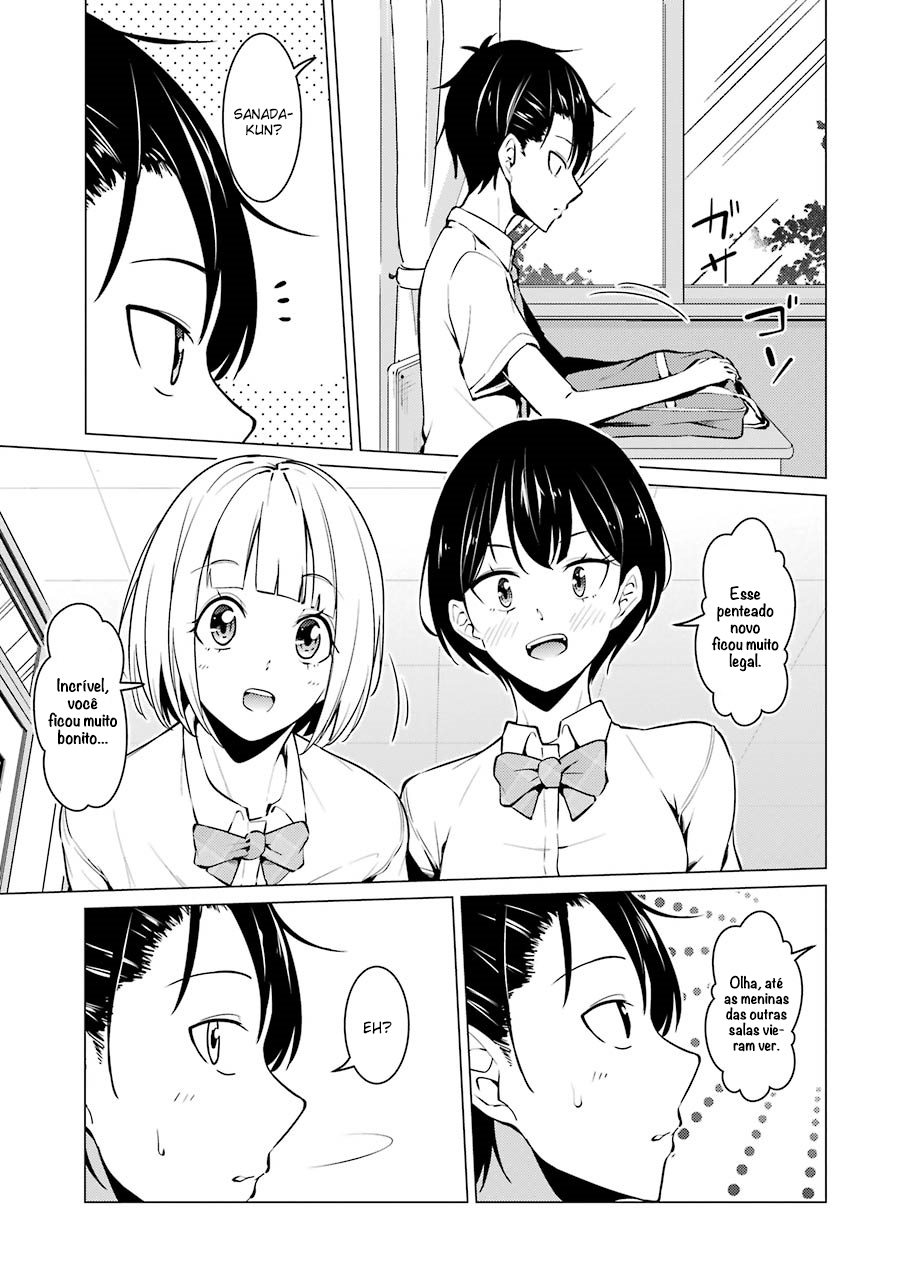 ガ
サ
ゴ
ソ
SANADA-
KUN?
Esse
penteado
novo
ficou muito
legal.
Incrível,
você
ficou muito
bonito...
Olha, até
as meninas
das outras
salas vie-
ram ver.
EH?